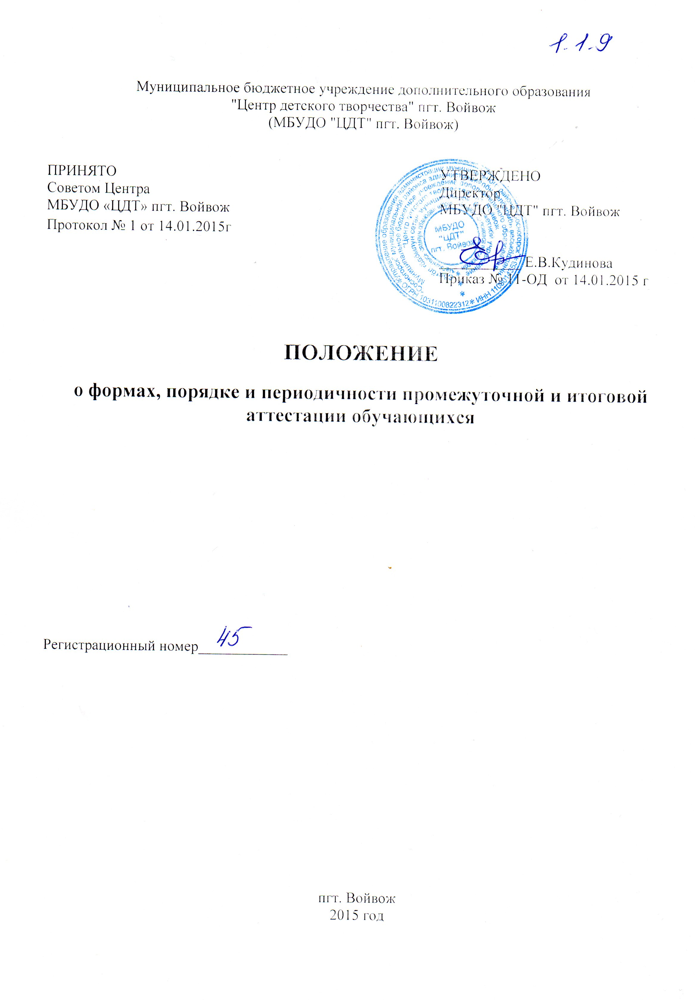 1.1.9
Муниципальное бюджетное учреждение дополнительного образования
"Центр детского творчества" пгт. Войвож
(МБУДО "ЦДТ" пгт. Войвож)
ПРИНЯТО
Советом Центра
МБУДО «ЦДТ» пгт. Войвож
Протокол № 1 от 14.01.2015г
УТВЕРЖДЕНО
Директор
МБУДО "ЦДТ" пгт. Войвож
Е.В.Кудинова
Приказ № 11-ОД от 14.01.2015 г
МБУДО
"ЦДТ"
пгт. Войвож
ОГРН 1031100822312 * ИНН 1108014353
ПОЛОЖЕНИЕ
о формах, порядке и периодичности промежуточной и итоговой
аттестации обучающихся
Регистрационный номер 45
пгт. Войвож
2015 год